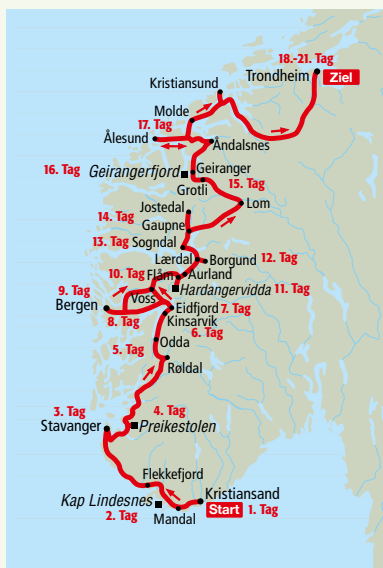 18.-21. Tag
Trondheim
Ziel
Kristiansund
Molde
17. Tag
Ålesund
Åndalsnes
16. Tag
Geirangerfjord
Geiranger
Grotli
15. Tag
Jostedal
Lom
14. Tag
Gaupne
13. Tag
Sogndal
Lærdal
Borgund
12. Tag
10. Tag
Flåm
Aurland
9. Tag
Voss
Hardangervidda
11. Tag
Bergen
Eidfjord
7. Tag
8. Tag
Kinsarvik
6. Tag
5. Tag
Odda
Røldal
3. Tag
4. Tag
Stavanger
Preikestolen
Flekkefjord
Kap Lindesnes
Kristiansand
2. Tag
Mandal
Start
1. Tag